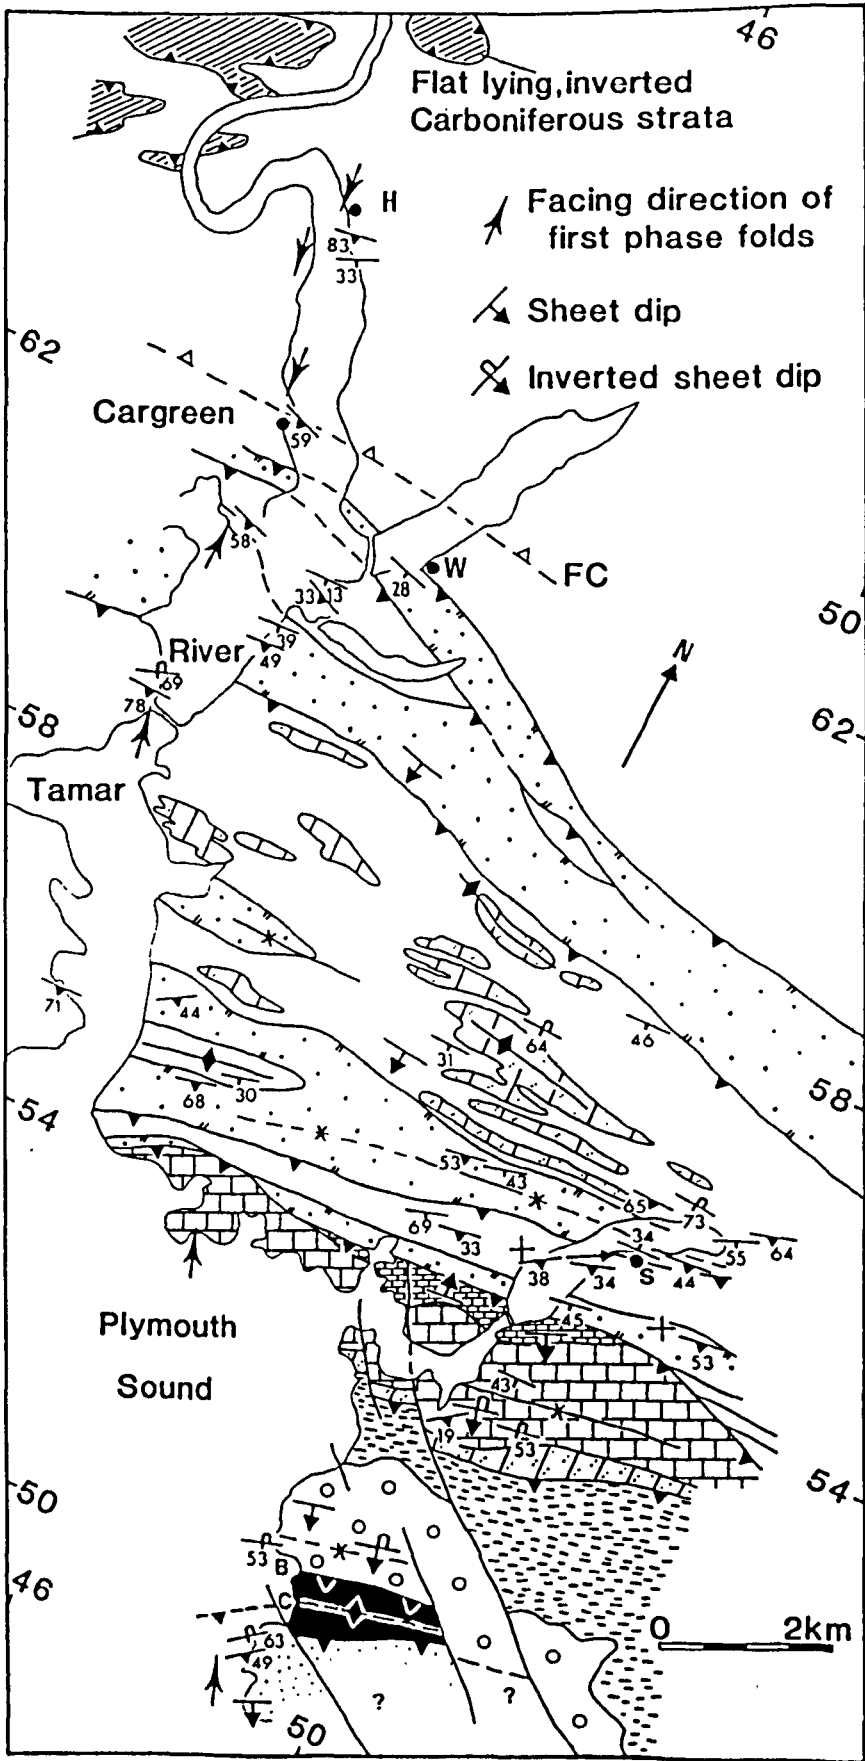 46
Flat lying, inverted
Carboniferous strata
H
Facing direction of
first phase folds
83
33
Sheet dip
62
Inverted sheet dip
Cargreen
59
58
W
FC
28
33 13
50
River
39
49
N
69
78
58
62
Tamar
71
44
64
46
31
30
68
58
54
53
43
65
73
34
69
33
55
64
38
34
S
44
45
53
Plymouth
Sound
43
19
53
50
54
53
B
46
C
0 2km
63
49
?
?
50